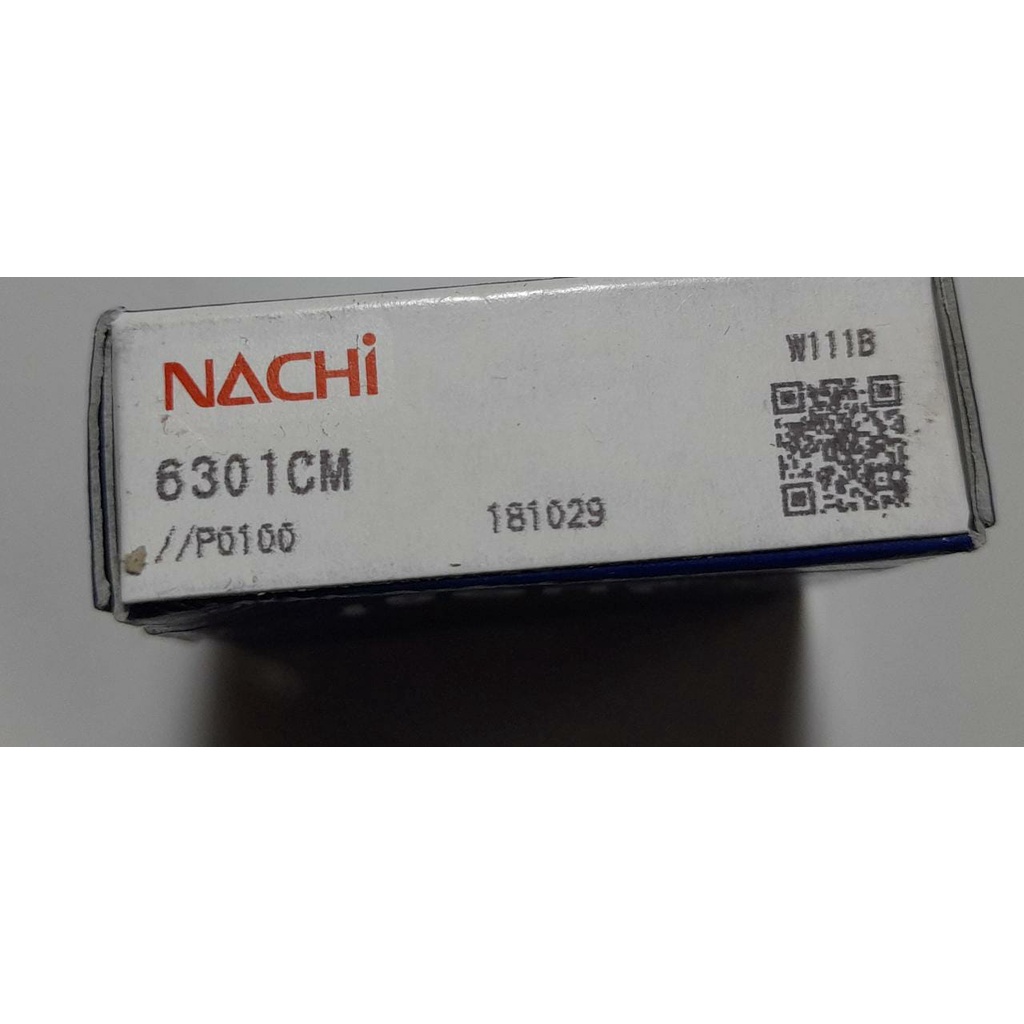 NACHi
W111B
6301CM
//P0100
181029